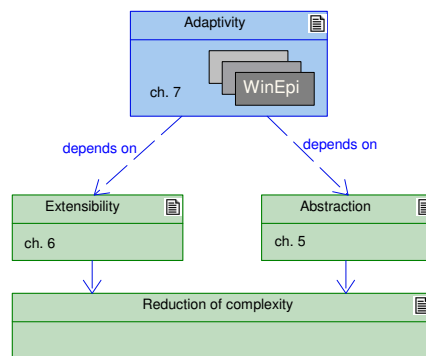 Adaptivity
WinEpi
ch. 7
depends on
depends on
Extensibility
Abstraction
ch. 6
ch. 5
Reduction of complexity